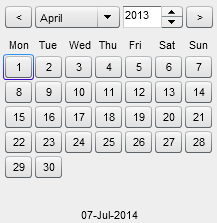 < April 2013 >
Mon Tue Wed Thu Fri Sat Sun
1 2 3 4 5 6 7
8 9 10 11 12 13 14
15 16 17 18 19 20 21
22 23 24 25 26 27 28
29 30
07-Jul-2014